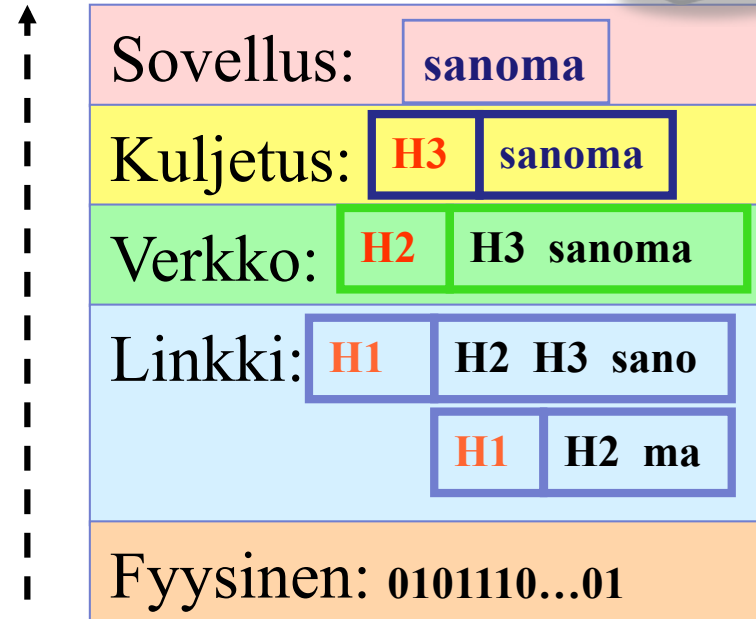 Sovellus: sanoma
Kuljetus: H3 sanoma
Verkko: H2 H3 sanoma
Linkki: H1 H2 H3 sano
H1 H2 ma
Fyysinen: 0101110...01